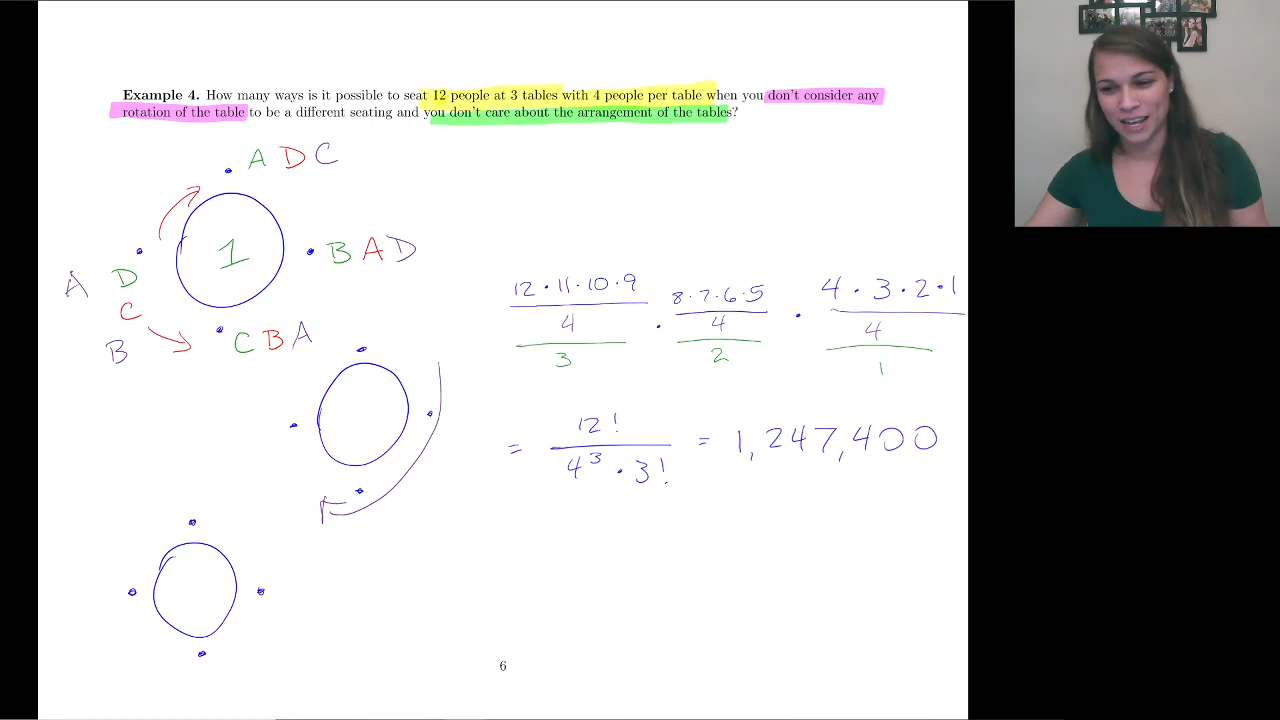 Example 4. How many ways is it possible to seat 12 people at 3 tables with 4 people per table when you don't consider any
rotation of the table to be a different seating and you don't care about the arrangement of the tables?
A D C
1
B A D
A D
C
B
C B A
12·11·10·9 / 4 / 3 · 8·7·6·5 / 4 / 2 · 4·3·2·1 / 4 / 1
= 12! / 4³·3! = 1,247,400
6